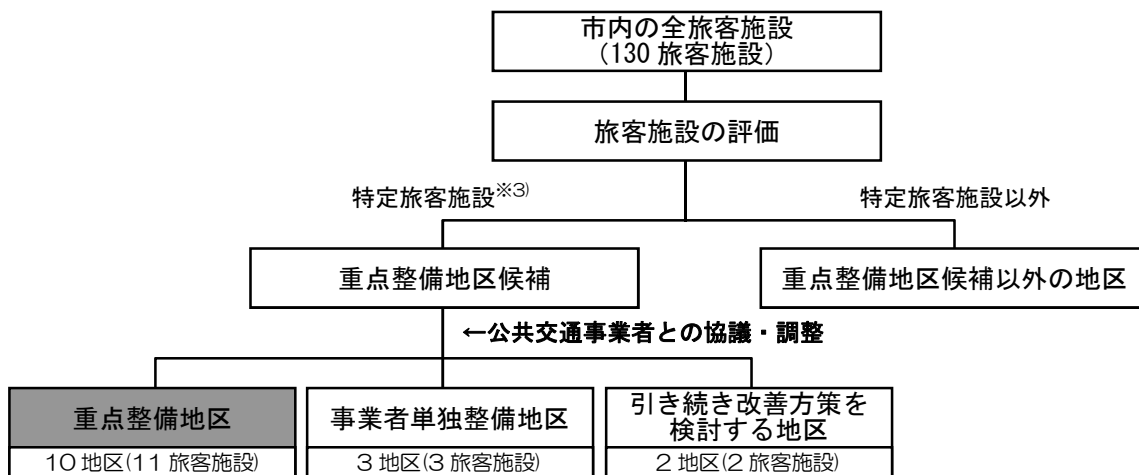 市内の全旅客施設
（130 旅客施設）
旅客施設の評価
特定旅客施設※3)
特定旅客施設以外
重点整備地区候補
重点整備地区候補以外の地区
←公共交通事業者との協議・調整
重点整備地区
事業者単独整備地区
引き続き改善方策を
検討する地区
10 地区(11 旅客施設)
3 地区(3 旅客施設)
2 地区(2 旅客施設)